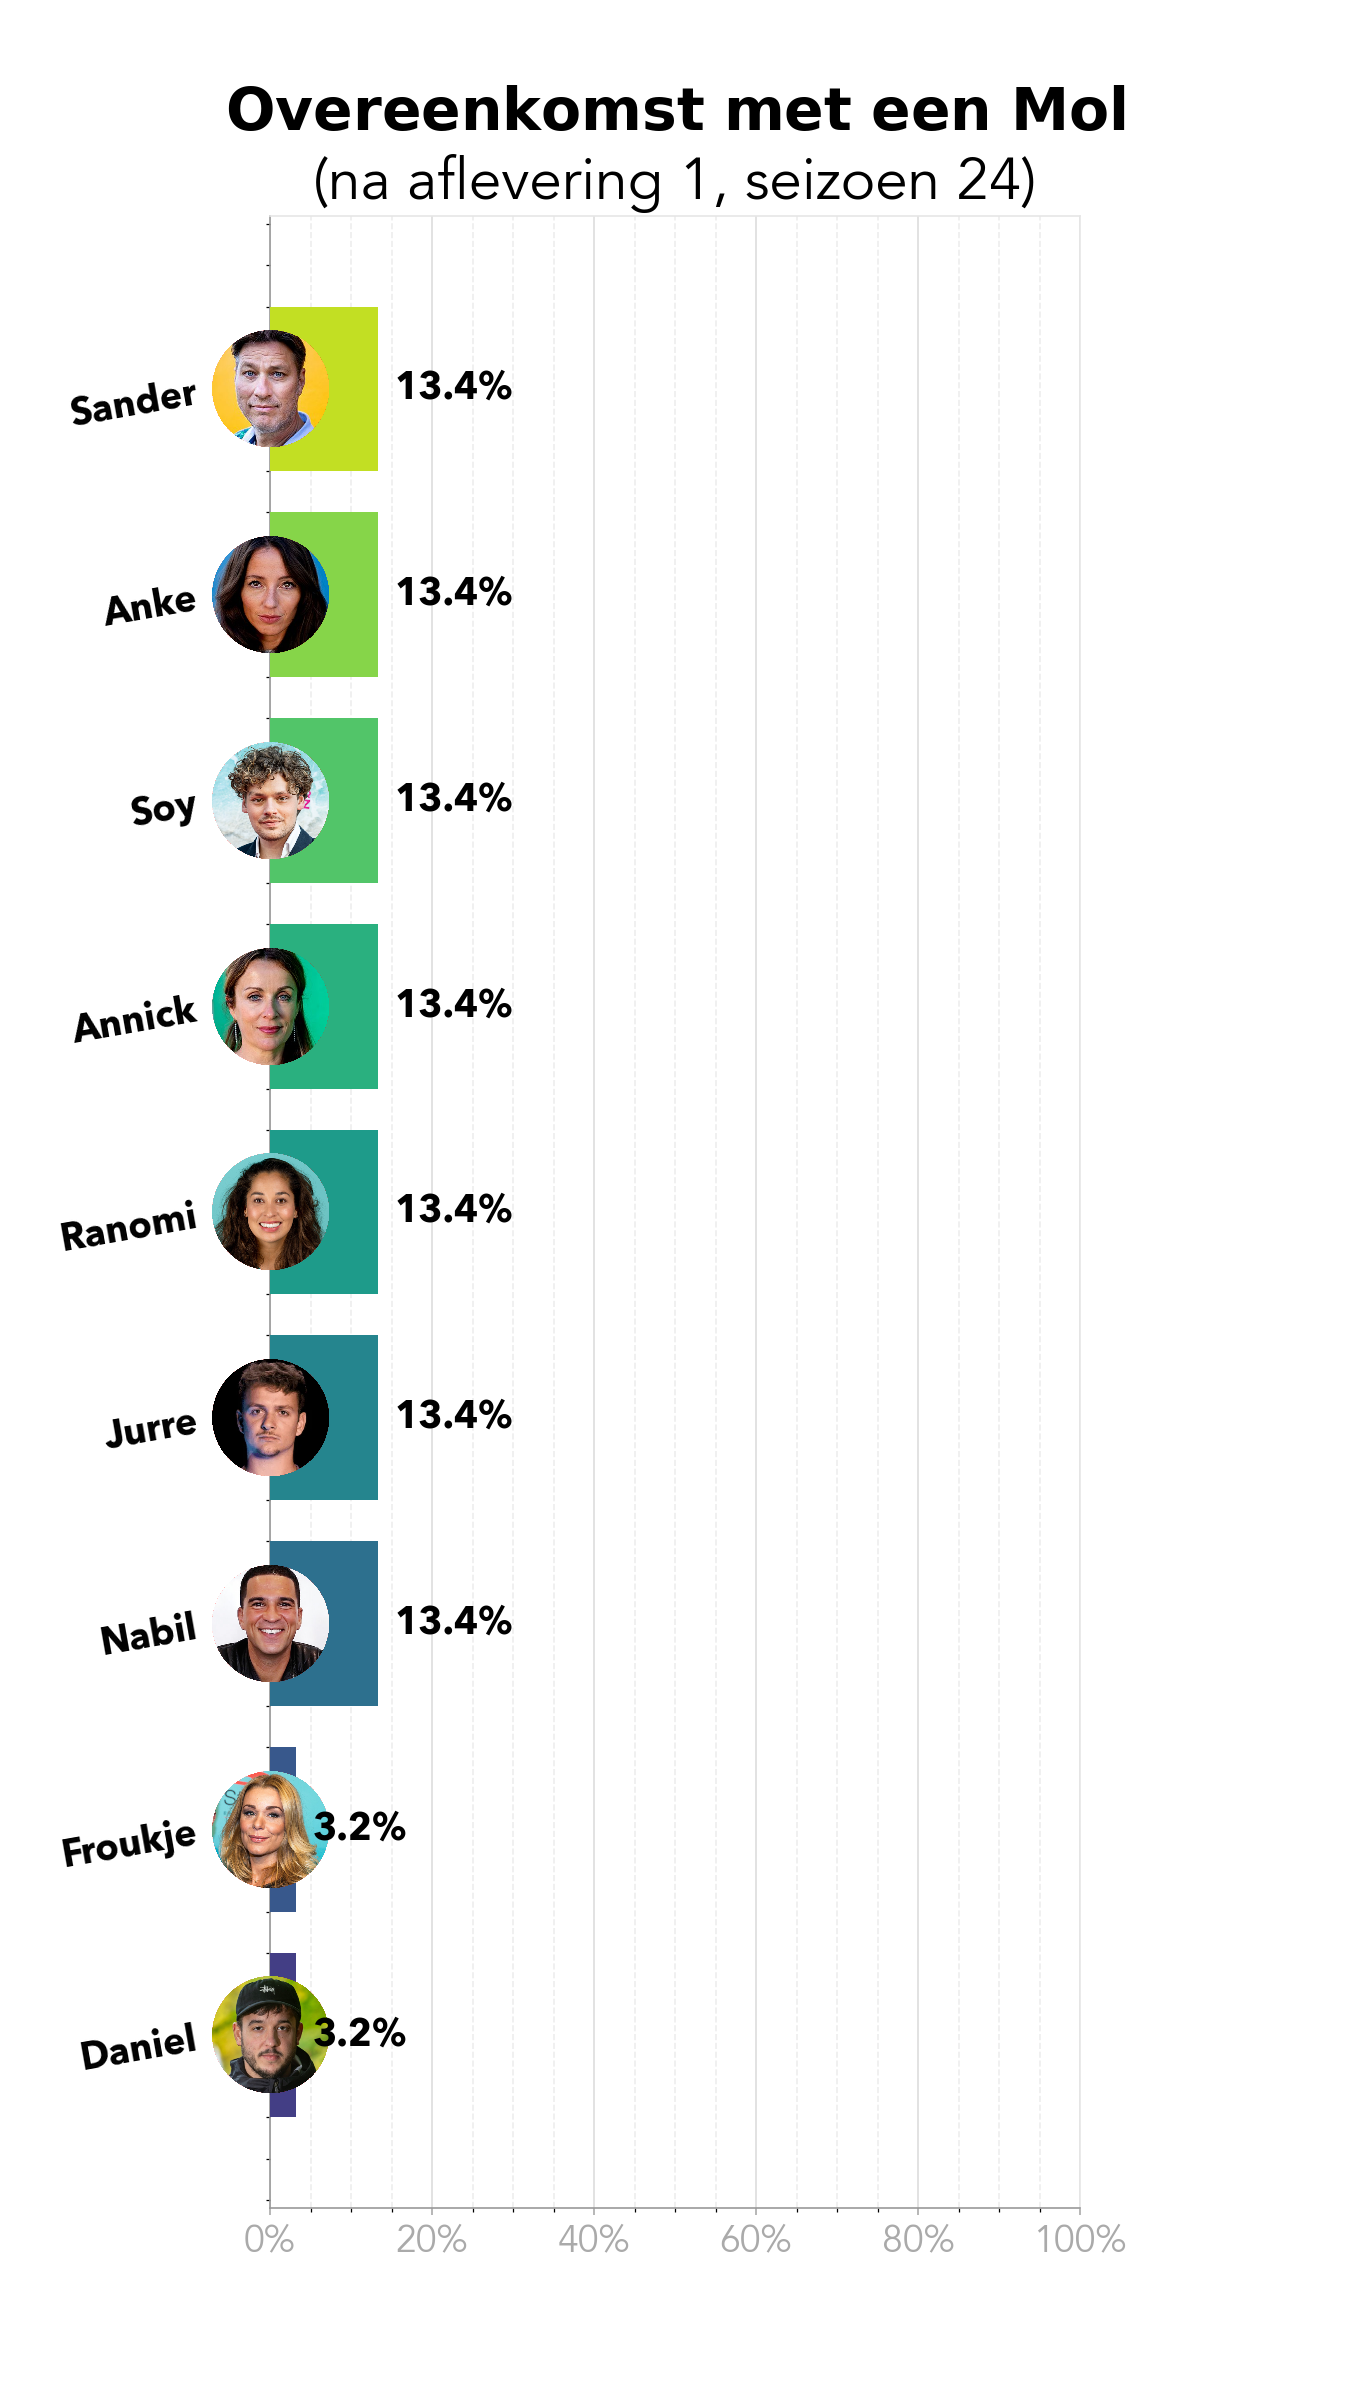 Overeenkomst met een Mol
(na aflevering 1, seizoen 24)
Sander 13.4%
Anke 13.4%
Soy 13.4%
Annick 13.4%
Ranomi 13.4%
Jurre 13.4%
Nabil 13.4%
Froukje 3.2%
Daniel 3.2%
0% 20% 40% 60% 80% 100%